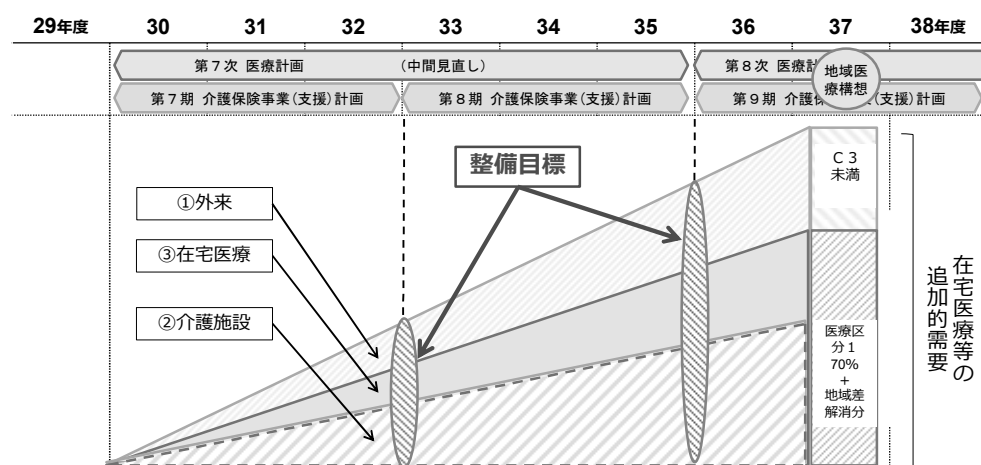 29年度 30 31 32 33 34 35 36 37 38年度
第7次 医療計画 (中間見直し) 第8次 医療計
第7期 介護保険事業(支援)計画 第8期 介護保険事業(支援)計画 第9期 介護保 業(支援)計画
地域医
療構想
整備目標
C3
未満
①外来
③在宅医療
②介護施設
医療区
分1
70%
+
地域差
解消分
在宅医療等の
追加的需要